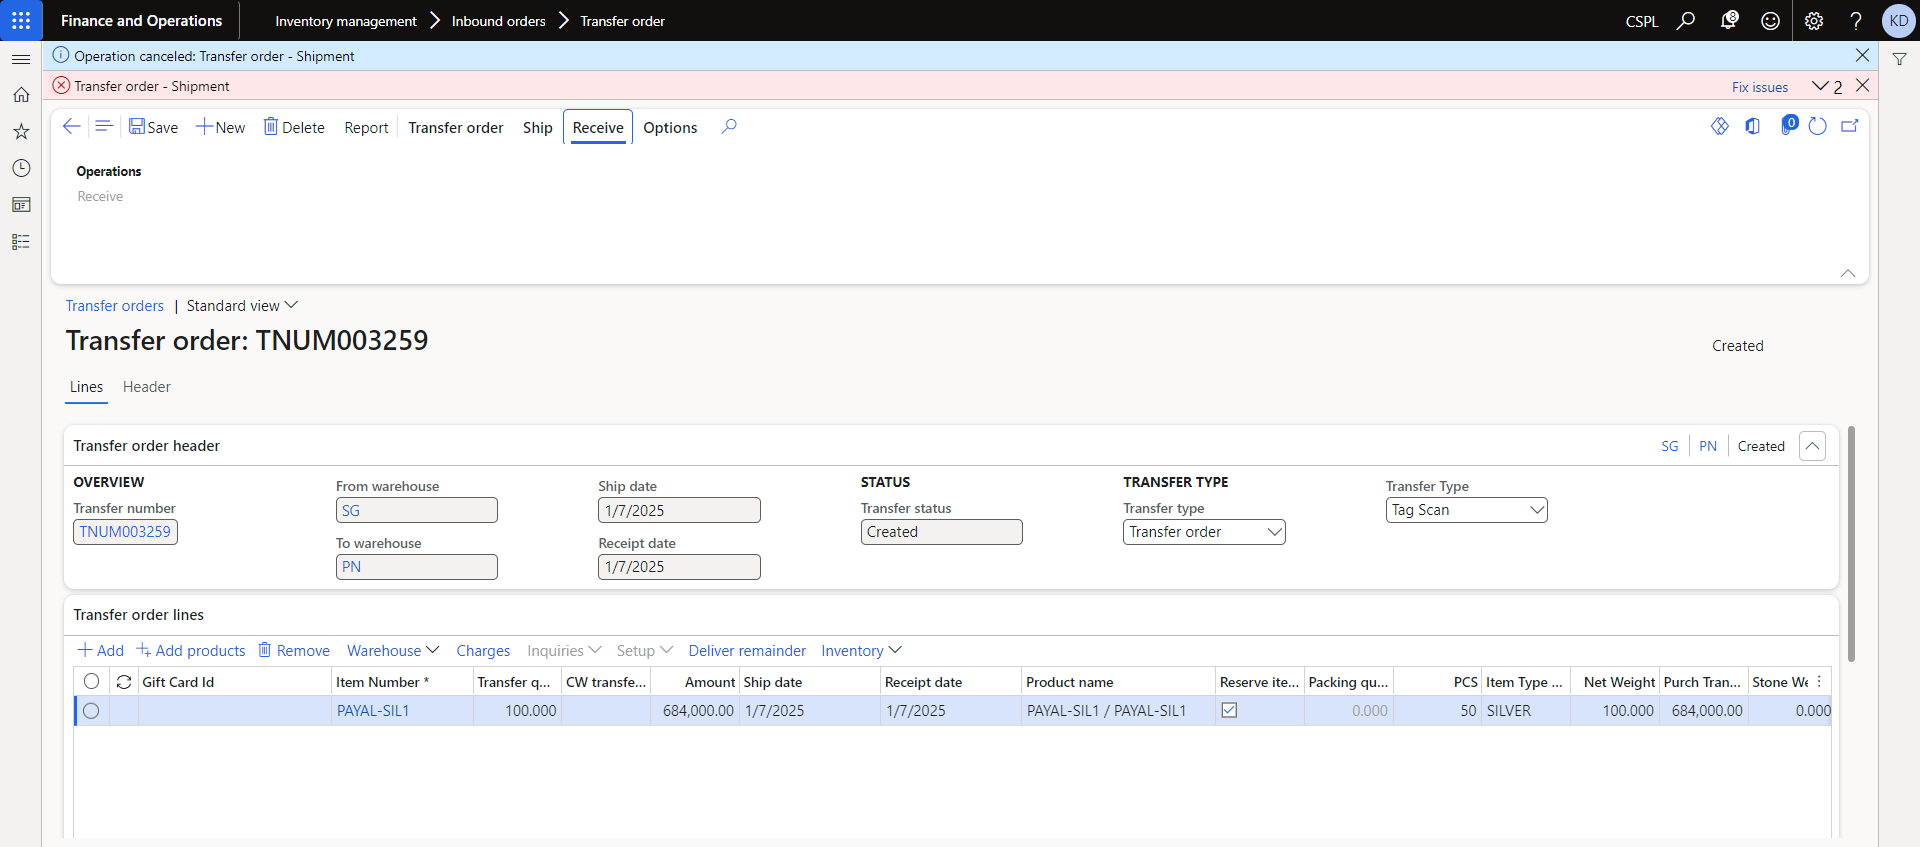 Finance and Operations
Inventory management > Inbound orders > Transfer order
CSPL
8
?
KD
Operation canceled: Transfer order - Shipment
Transfer order - Shipment
Fix issues
2
Save
New
Delete
Report
Transfer order
Ship
Receive
Options
0
Operations
Receive
Transfer orders | Standard view
Transfer order: TNUM003259
Created
Lines
Header
Transfer order header
SG
PN
Created
OVERVIEW
Transfer number
TNUM003259
From warehouse
SG
To warehouse
PN
Ship date
1/7/2025
Receipt date
1/7/2025
STATUS
Transfer status
Created
TRANSFER TYPE
Transfer type
Transfer order
Transfer Type
Tag Scan
Transfer order lines
Add
Add products
Remove
Warehouse
Charges
Inquiries
Setup
Deliver remainder
Inventory
Gift Card Id Item Number * Transfer q... CW transfe... Amount Ship date Receipt date Product name Reserve ite... Packing qu... PCS Item Type ... Net Weight Purch Tran... Stone We
PAYAL-SIL1 100.000 684,000.00 1/7/2025 1/7/2025 PAYAL-SIL1 / PAYAL-SIL1 0.000 50 SILVER 100.000 684,000.00 0.000